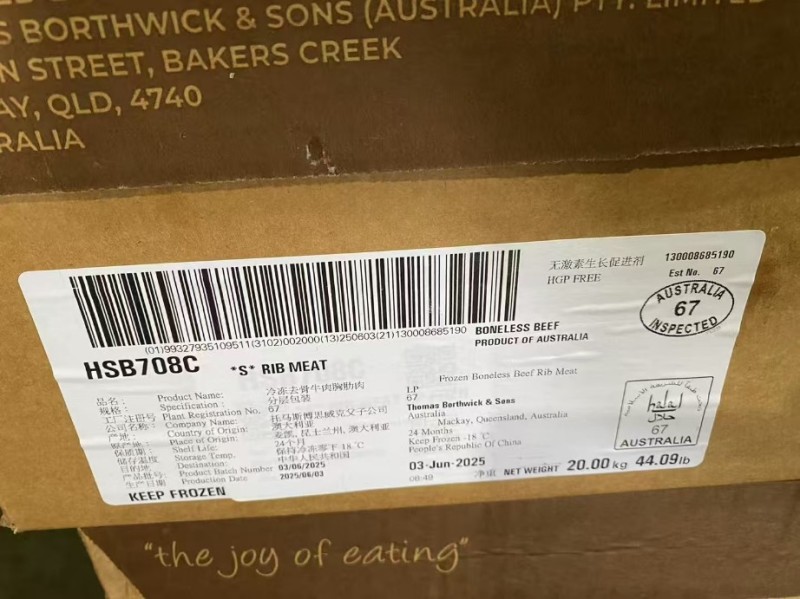 S BORTHWICK & SONS (AUSTRALIA) PTY. LIMITED
N STREET, BAKERS CREEK
AY, QLD, 4740
RALIA
无激素生长促进剂
HGP FREE
130008685190
Est No. 67
AUSTRALIA
67
INSPECTED
(01)99327935109511(3102)002000(13)250603(21)130008685190
BONELESS BEEF
PRODUCT OF AUSTRALIA
HSB708C *S* RIB MEAT
品名: Product Name: 冷冻去骨牛肉胸肋肉 Frozen Boneless Beef Rib Meat
规格: Specification: 分层包装 LP
工厂注册号 Plant Registration No. 67 67
公司名称: Company Name: 托马斯博思威克父子公司 Thomas Borthwick & Sons
产地: Country of Origin: 澳大利亚 Australia
Place of Origin: 麦凯, 昆士兰州, 澳大利亚 Mackay, Queensland, Australia
保质期: Shelf Life: 24个月 24 Months
储存温度 Storage Temp. 保持冷冻零下 18℃ Keep Frozen -18 ℃
目的地: Destination: 中华人民共和国 People's Republic Of China
产品批号: Product Batch Number 03/06/2025
生产日期 Production Date 2025/06/03
03-Jun-2025
08:49
净重 NET WEIGHT 20.00 kg 44.09lb
KEEP FROZEN
halal
حلال
67
AUSTRALIA
"the joy of eating"